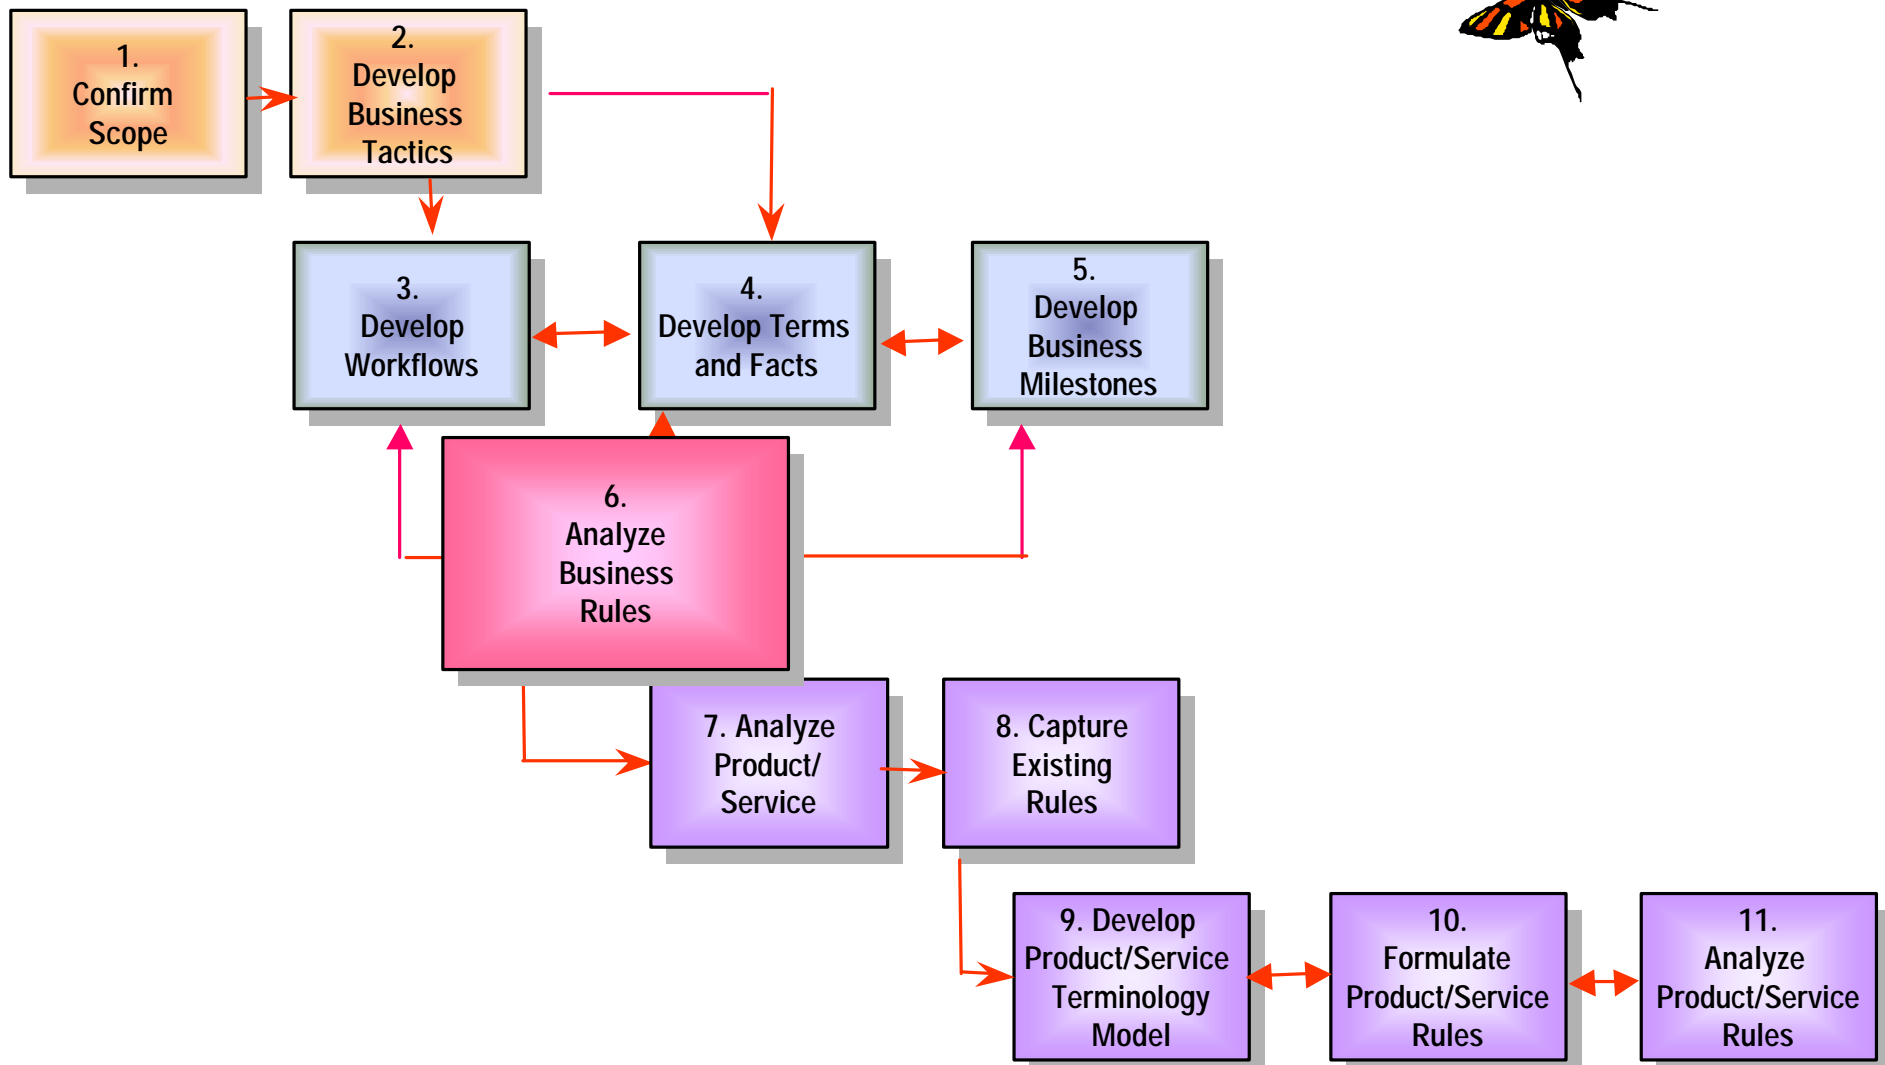 1.
Confirm
Scope
2.
Develop
Business
Tactics
3.
Develop
Workflows
4.
Develop Terms
and Facts
5.
Develop
Business
Milestones
6.
Analyze
Business
Rules
7. Analyze
Product/
Service
8. Capture
Existing
Rules
9. Develop
Product/Service
Terminology
Model
10.
Formulate
Product/Service
Rules
11.
Analyze
Product/Service
Rules